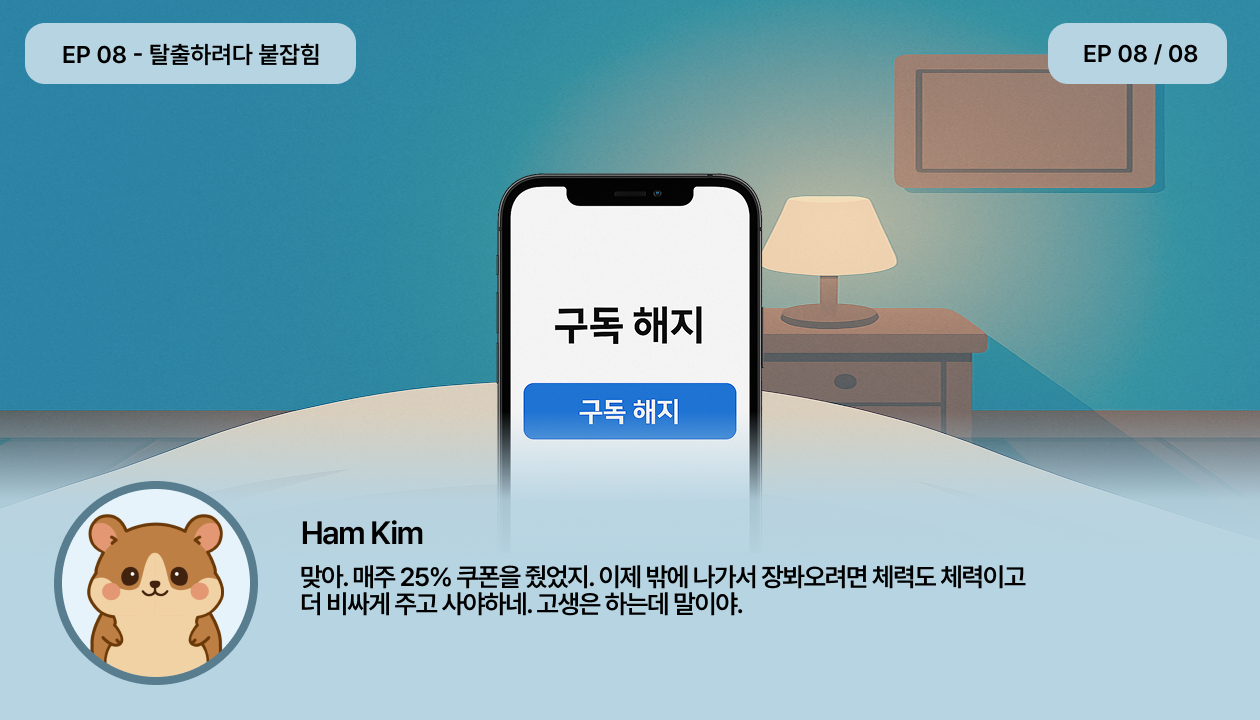 EP 08 - 탈출하려다 붙잡힘
EP 08 / 08
구독 해지
구독 해지
Ham Kim
맞아. 매주 25% 쿠폰을 줬었지. 이제 밖에 나가서 장봐오려면 체력도 체력이고
더 비싸게 주고 사야하네. 고생은 하는데 말이야.